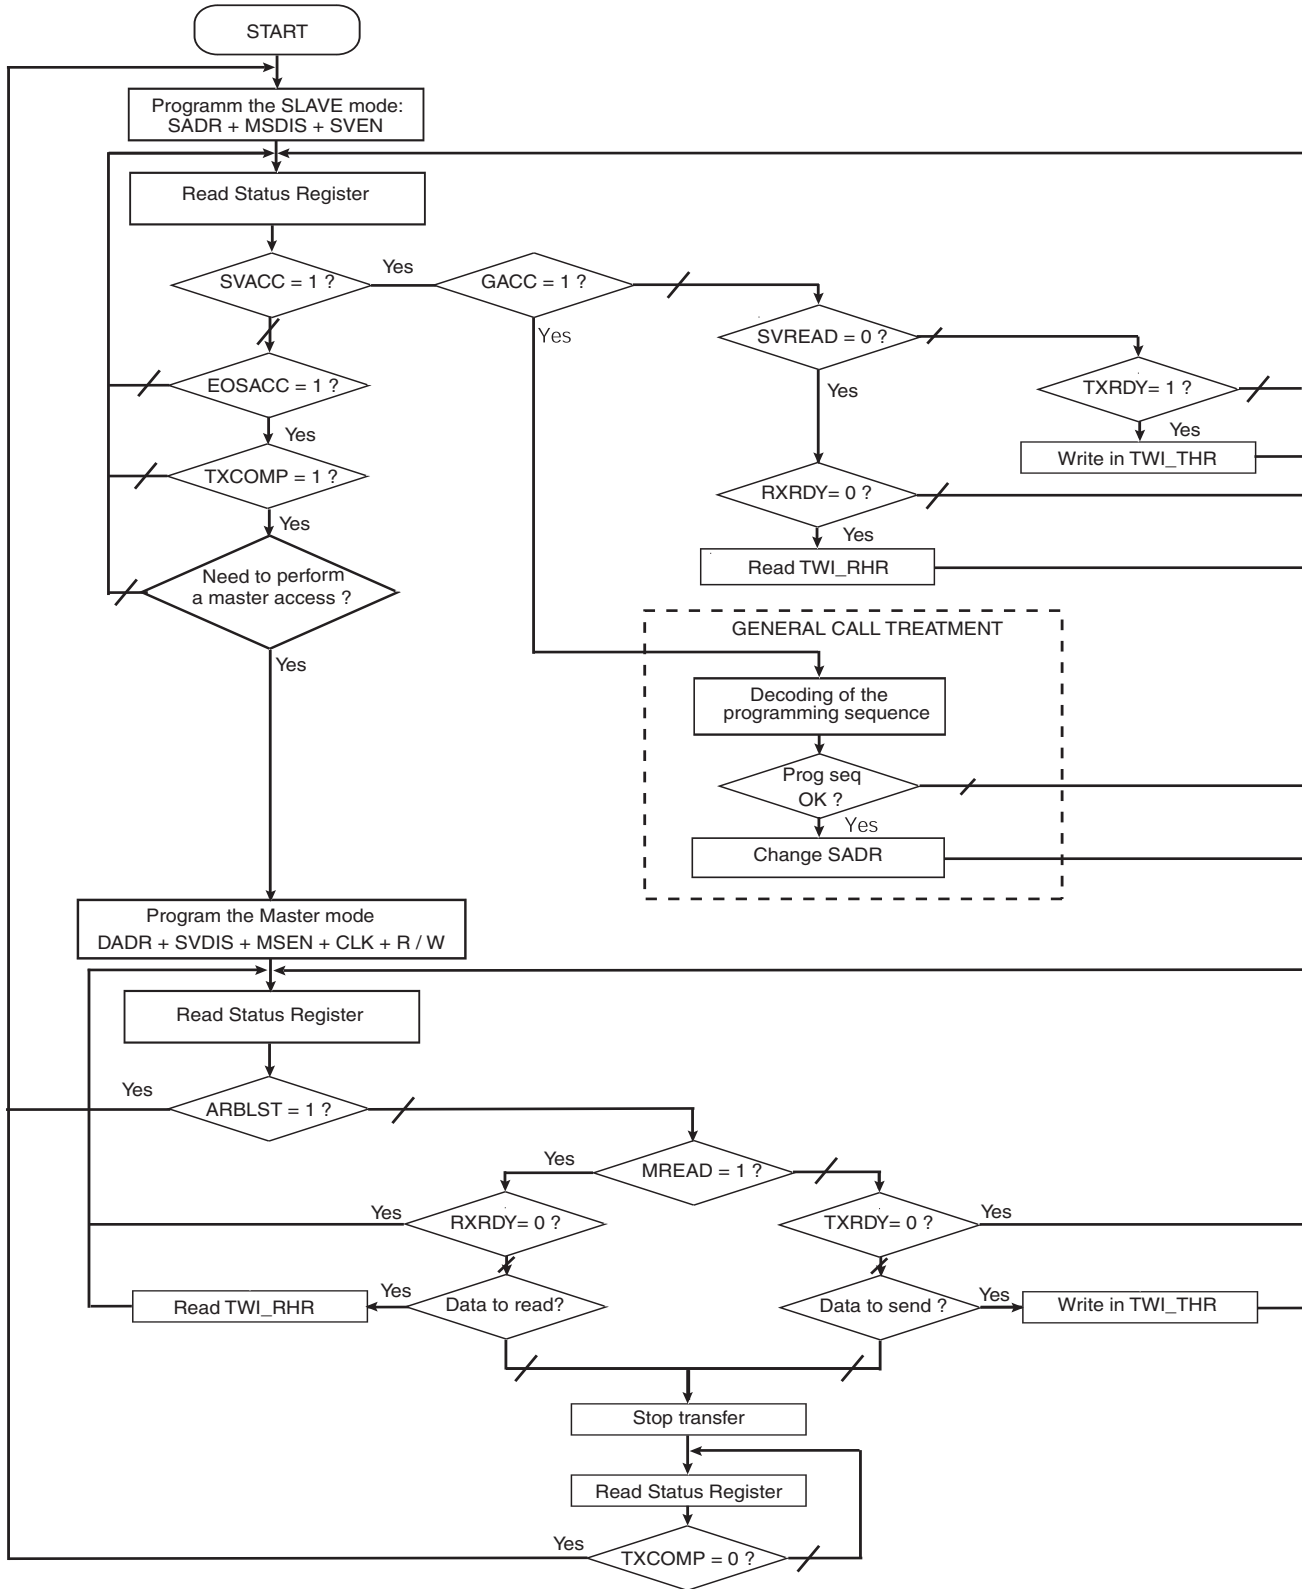 START
Programm the SLAVE mode:
SADR + MSDIS + SVEN
Read Status Register
SVACC = 1 ?
Yes
GACC = 1 ?
Yes
SVREAD = 0 ?
Yes
TXRDY= 1 ?
Yes
Write in TWI_THR
EOSACC = 1 ?
Yes
TXCOMP = 1 ?
Yes
RXRDY= 0 ?
Yes
Read TWI_RHR
Need to perform
a master access ?
Yes
GENERAL CALL TREATMENT
Decoding of the
programming sequence
Prog seq
OK ?
Yes
Change SADR
Program the Master mode
DADR + SVDIS + MSEN + CLK + R / W
Read Status Register
Yes
ARBLST = 1 ?
Yes
MREAD = 1 ?
Yes
RXRDY= 0 ?
TXRDY= 0 ?
Yes
Read TWI_RHR
Yes
Data to read?
Data to send ?
Yes
Write in TWI_THR
Stop transfer
Read Status Register
Yes
TXCOMP = 0 ?